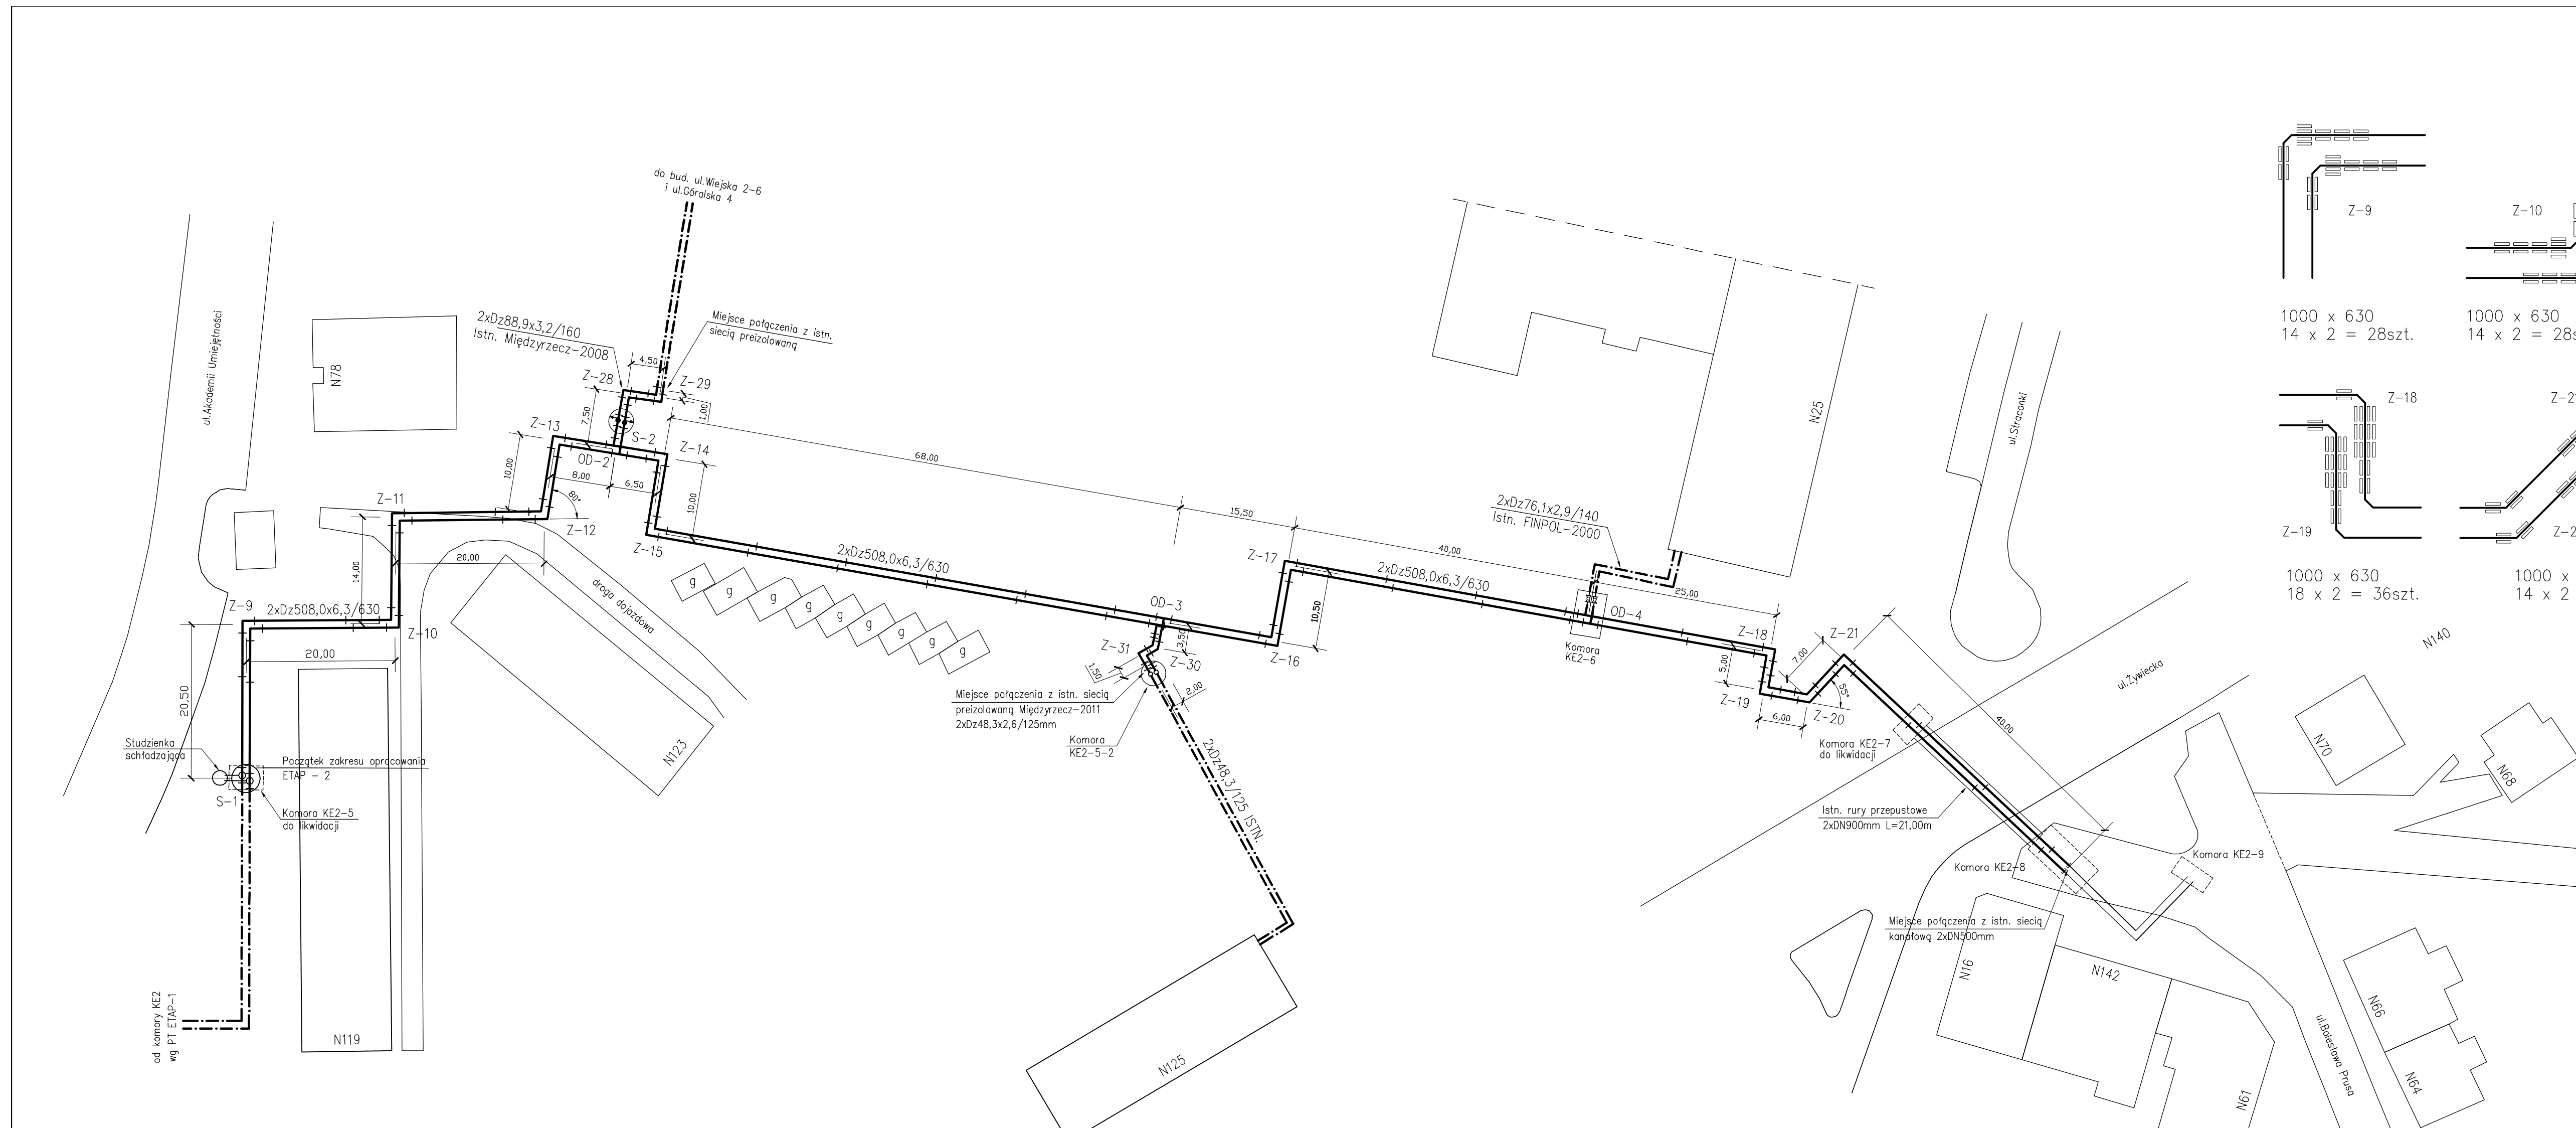 do bud. ul.Wiejska 2-6
i ul.Góralska 4
ul.Akademii Umiejętności
N78
2xDz88,9x3,2/160
Istn. Międzyrzecz-2008
Miejsce połączenia z istn.
siecią preizolowaną
4,50
Z-28
Z-29
7,50
1,00
S-2
Z-13
OD-2
Z-14
10,00
8,00
6,50
80°
10,00
68,00
15,50
40,00
25,00
Z-11
Z-12
Z-15
14,00
20,00
Z-9
2xDz508,0x6,3/630
Z-10
20,00
20,50
droga dojazdowa
N123
g
g
g
g
g
g
g
g
g
2xDz508,0x6,3/630
OD-3
3,50
Z-31
Z-30
1,50
2,00
Z-16
Z-17
10,50
2xDz508,0x6,3/630
2xDz76,1x2,9/140
Istn. FINPOL-2000
OD-4
Komora
KE2-6
N25
ul.Straconki
Z-18
Z-19
5,00
6,00
7,00
Z-20
Z-21
55°
40,00
Studzienka
schładzająca
S-1
Początek zakresu opracowania
ETAP - 2
Komora KE2-5
do likwidacji
od komory KE2
wg PT ETAP-1
N119
Miejsce połączenia z istn. siecią
preizolowaną Międzyrzecz-2011
2xDz48,3x2,6/125mm
Komora
KE2-5-2
2xDz48,3/125 ISTN.
N125
Komora KE2-7
do likwidacji
Istn. rury przepustowe
2xDN900mm L=21,00m
Komora KE2-8
Komora KE2-9
Miejsce połączenia z istn. siecią
kanałową 2xDN500mm
ul.Żywiecka
N140
N70
N68
N16
N142
N61
N66
N64
ul.Bolesława Prusa
Z-9
1000 x 630
14 x 2 = 28szt.
Z-10
1000 x 630
14 x 2 = 28s
Z-18
Z-19
1000 x 630
18 x 2 = 36szt.
Z-2
1000 x
14 x 2